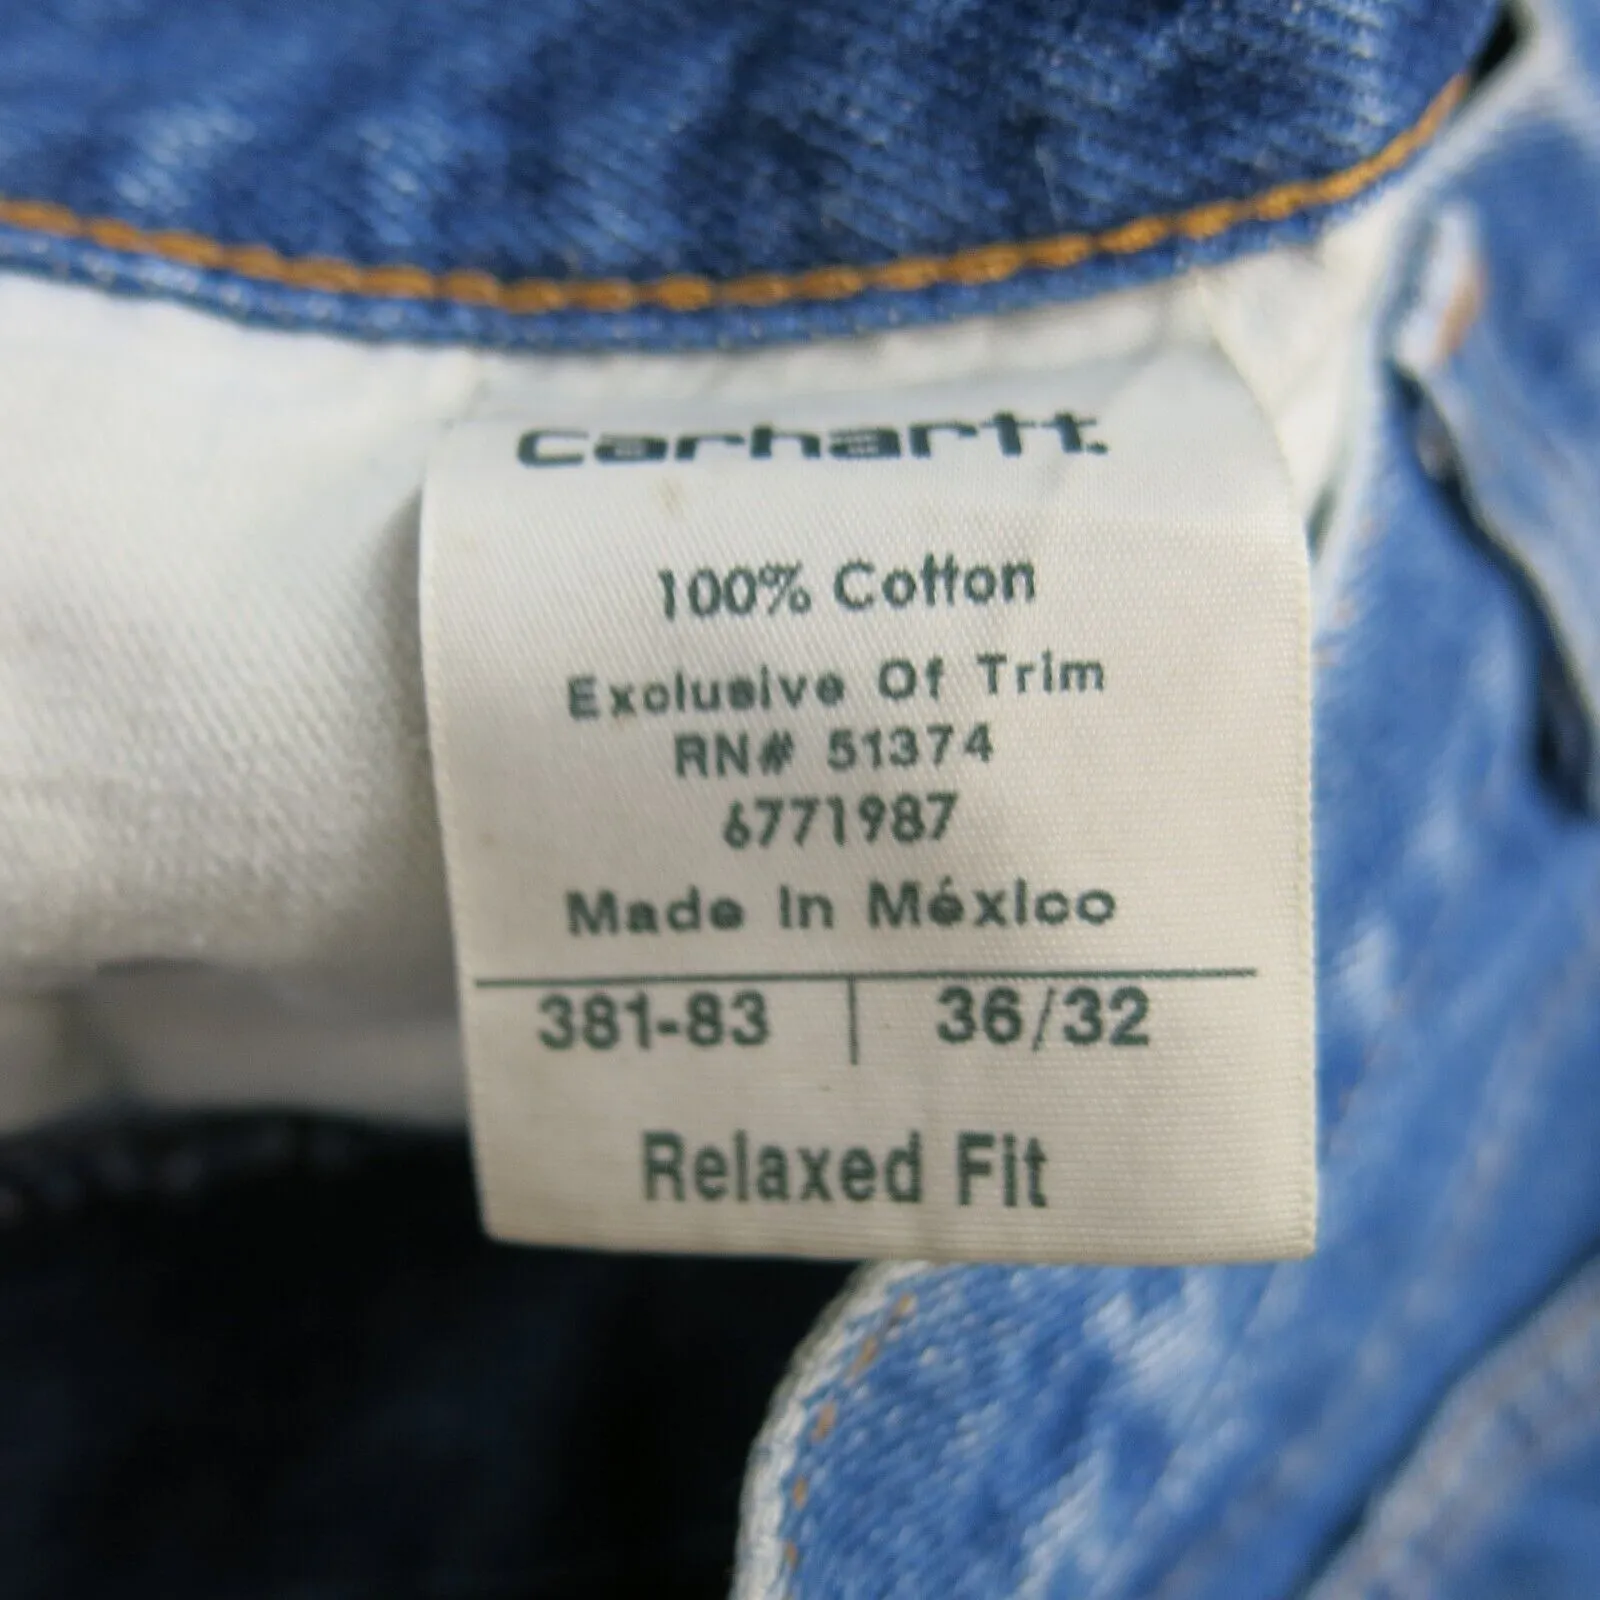 carhartt.
100% Cotton
Exclusive Of Trim
RN# 51374
6771987
Made In México
381-83 | 36/32
Relaxed Fit